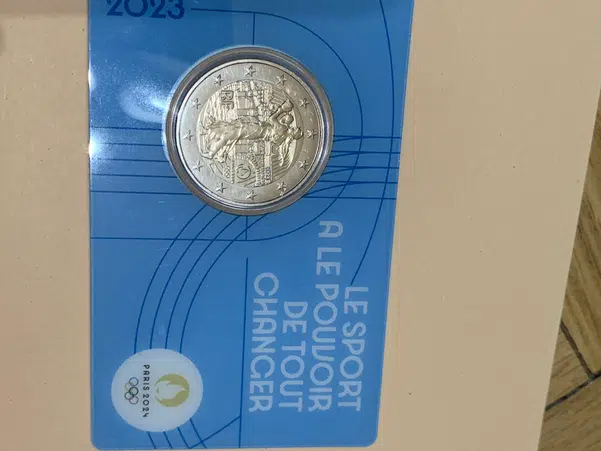 2023
LE SPORT
A LE POUVOIR
DE TOUT
CHANGER
PARIS 2024